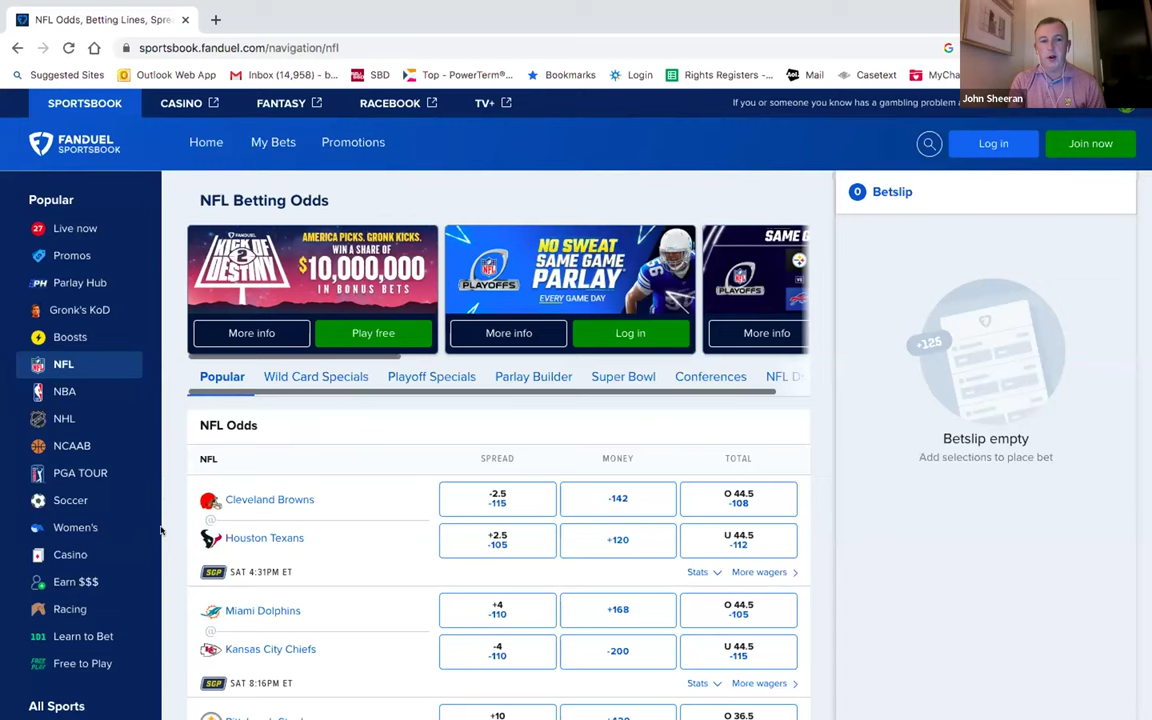 NFL Odds, Betting Lines, Spre
sportsbook.fanduel.com/navigation/nfl
Suggested Sites Outlook Web App Inbox (14,958) – b... SBD Top - PowerTerm®... Bookmarks Login Rights Registers -... Mail Casetext MyCha
John Sheeran
SPORTSBOOK CASINO FANTASY RACEBOOK TV+ If you or someone you know has a gambling problem a
FANDUEL
SPORTSBOOK
Home My Bets Promotions Log in Join now
Popular
27 Live now
Promos
PH Parlay Hub
Gronk's KoD
Boosts
NFL
NBA
NHL
NCAAB
PGA TOUR
Soccer
Women's
Casino
Earn $$$
Racing
101 Learn to Bet
FREE PLAY Free to Play
All Sports
NFL Betting Odds
FANDUEL
KICK OF
DESTINY
2
AMERICA PICKS. GRONK KICKS.
WIN A SHARE OF
$10,000,000
IN BONUS BETS
More info Play free
NFL
PLAYOFFS
NO SWEAT
SAME GAME
PARLAY
EVERY GAME DAY
More info Log in
NFL
PLAYOFFS
SAME G
More info
Popular Wild Card Specials Playoff Specials Parlay Builder Super Bowl Conferences NFL D
NFL Odds
NFL SPREAD MONEY TOTAL
Cleveland Browns -2.5 -142 O 44.5
-115 -108
@
Houston Texans +2.5 +120 U 44.5
-105 -112
SGP SAT 4:31PM ET Stats More wagers
Miami Dolphins +4 +168 O 44.5
-110 -105
@
Kansas City Chiefs -4 -200 U 44.5
-110 -115
SGP SAT 8:16PM ET Stats More wagers
+10 O 36.5
0 Betslip
+125
Betslip empty
Add selections to place bet